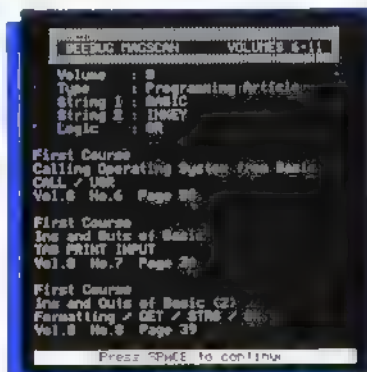 BEEBUG MAGSCAN VOLUMES 6-11
Volume : 8
Type : Programming Article
String 1 : BASIC
String 2 : INKEY
Logic : OR
First Course
Calling Operating System from Basic
CALL / USR
Vol.8 No.6 Page
First Course
Ins and Outs of Basic
TAB PRINT INPUT
Vol.8 No.7 Page
First Course
Ins and Outs of Basic (2)
Formatting / GET / STR$ /
Vol.8 No.8 Page 39
Press SPACE to continue